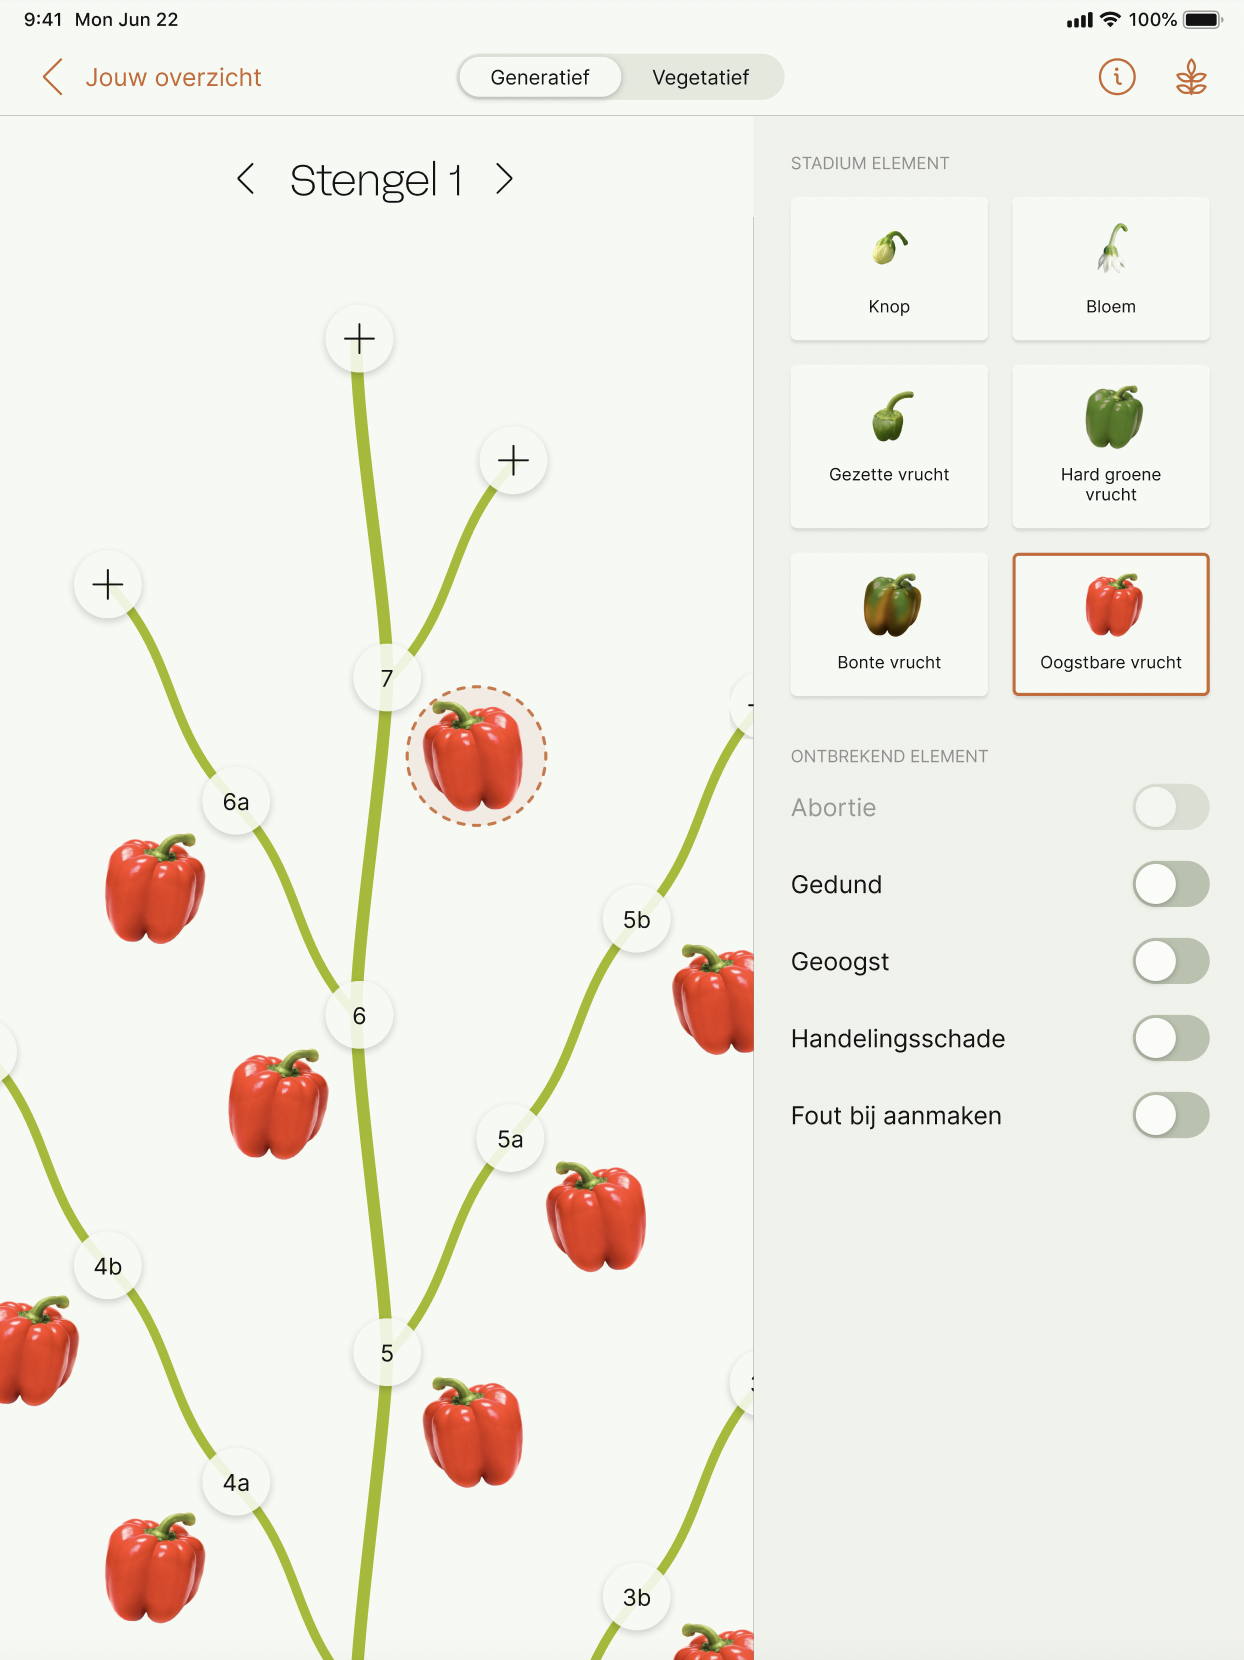 9:41 Mon Jun 22
100%
Jouw overzicht
Generatief
Vegetatief
Stengel 1
STADIUM ELEMENT
Knop
Bloem
Gezette vrucht
Hard groene
vrucht
Bonte vrucht
Oogstbare vrucht
ONTBREKEND ELEMENT
Abortie
Gedund
Geoogst
Handelingsschade
Fout bij aanmaken
7
6a
5b
6
5a
4b
5
4a
3b